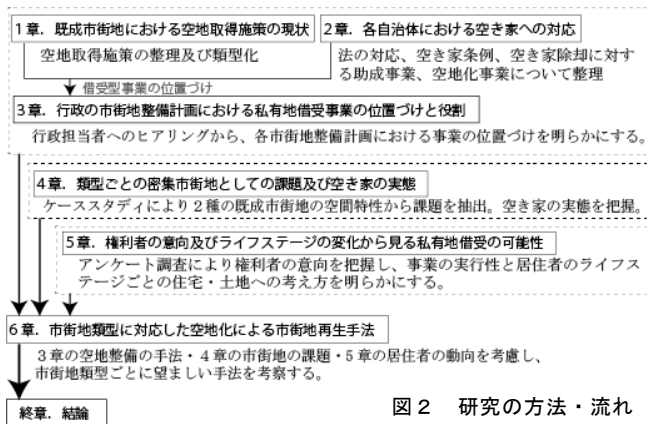 1章．既成市街地における空地取得施策の現状
空地取得施策の整理及び類型化
2章．各自治体における空き家への対応
法の対応、空き家条例、空き家除却に対す
る助成事業、空地化事業について整理
借受型事業の位置づけ
3章．行政の市街地整備計画における私有地借受事業の位置づけと役割
行政担当者へのヒアリングから、各市街地整備計画における事業の位置づけを明らかにする。
4章．類型ごとの密集市街地としての課題及び空き家の実態
ケーススタディにより2種の既成市街地の空間特性から課題を抽出。空き家の実態を把握。
5章．権利者の意向及びライフステージの変化から見る私有地借受の可能性
アンケート調査により権利者の意向を把握し、事業の実行性と居住者のライフス
テージごとの住宅・土地への考え方を明らかにする。
6章．市街地類型に対応した空地化による市街地再生手法
3章の空地整備の手法・4章の市街地の課題・5章の居住者の動向を考慮し、
市街地類型ごとに望ましい手法を考察する。
終章．結論
図2　研究の方法・流れ